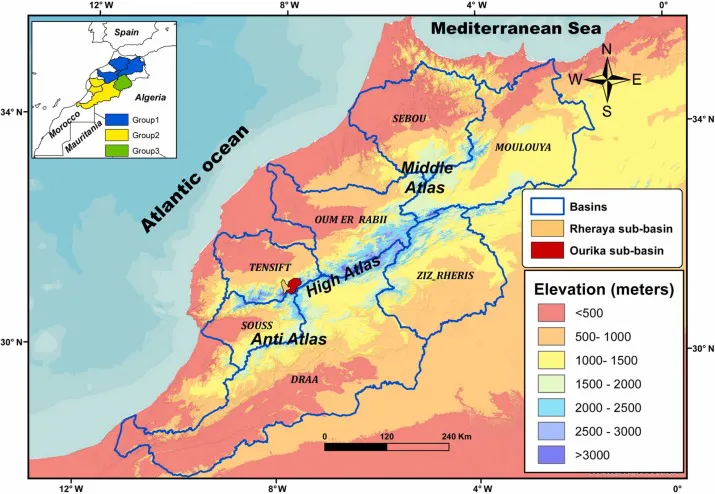 12° W
8° W
4° W
0°
Spain
Algeria
Morocco
Mauritania
Group1
Group2
Group3
Mediterranean Sea
N
W
E
S
34° N
34° N
Atlantic ocean
SEBOU
MOULOUYA
Middle
Atlas
OUM ER RABII
TENSIFT
High Atlas
ZIZ_RHERIS
SOUSS
Anti Atlas
DRAA
30° N
30° N
Basins
Rheraya sub-basin
Ourika sub-basin
Elevation (meters)
<500
500- 1000
1000- 1500
1500 - 2000
2000 - 2500
2500 - 3000
>3000
0
120
240 Km
12° W
8° W
4° W
0°